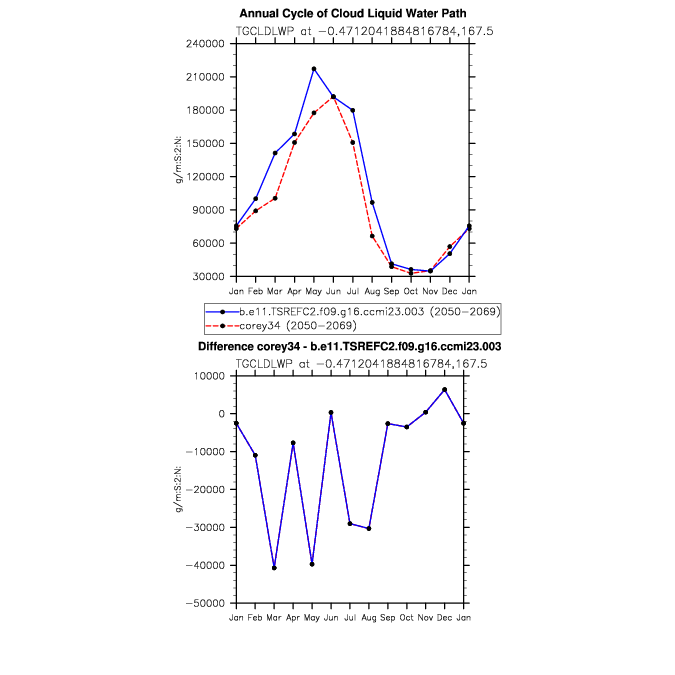 Annual Cycle of Cloud Liquid Water Path
TGCLDLWP at −0.4712041884816784,167.5
240000
210000
180000
150000
120000
90000
60000
30000
g/m:S:2:N:
Jan Feb Mar Apr May Jun Jul Aug Sep Oct Nov Dec Jan
b.e11.TSREFC2.f09.g16.ccmi23.003 (2050−2069)
corey34 (2050−2069)
Difference corey34 - b.e11.TSREFC2.f09.g16.ccmi23.003
TGCLDLWP at −0.4712041884816784,167.5
10000
0
−10000
−20000
−30000
−40000
−50000
g/m:S:2:N:
Jan Feb Mar Apr May Jun Jul Aug Sep Oct Nov Dec Jan